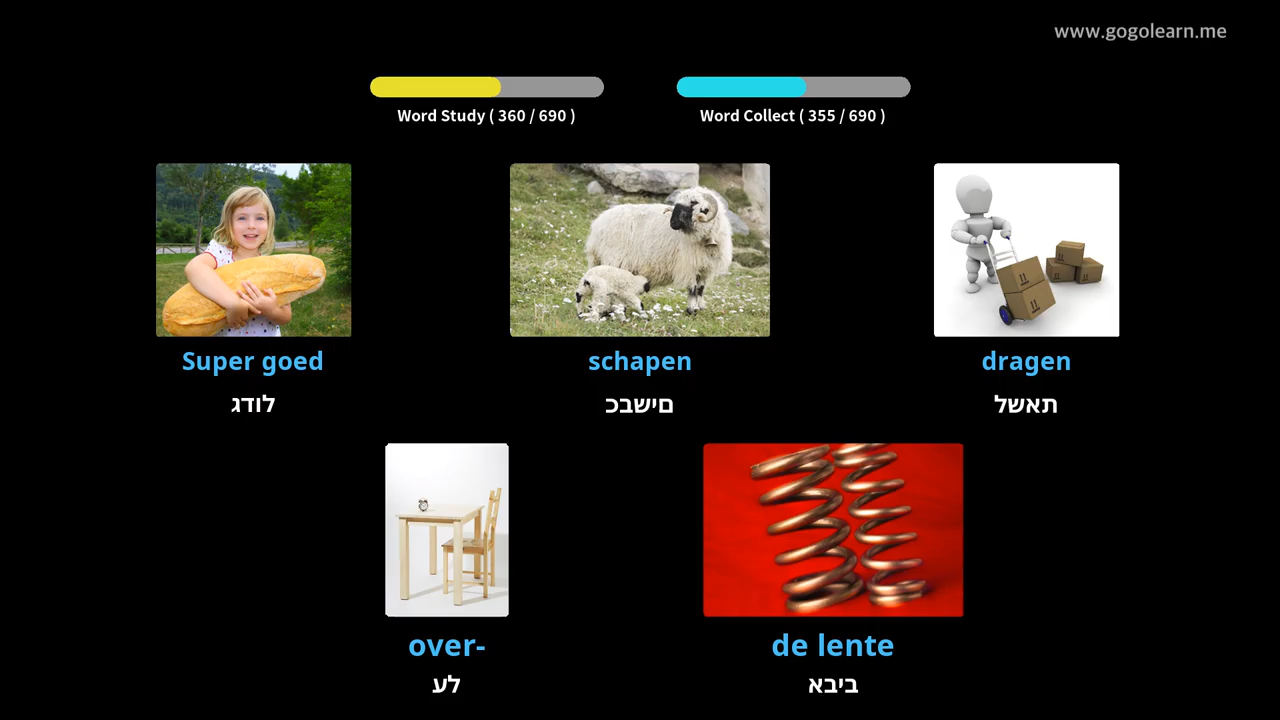 www.gogolearn.me
Word Study ( 360 / 690 )
Word Collect ( 355 / 690 )
Super goed
לודג
schapen
םישבכ
dragen
תאשל
over-
לע
de lente
ביבא